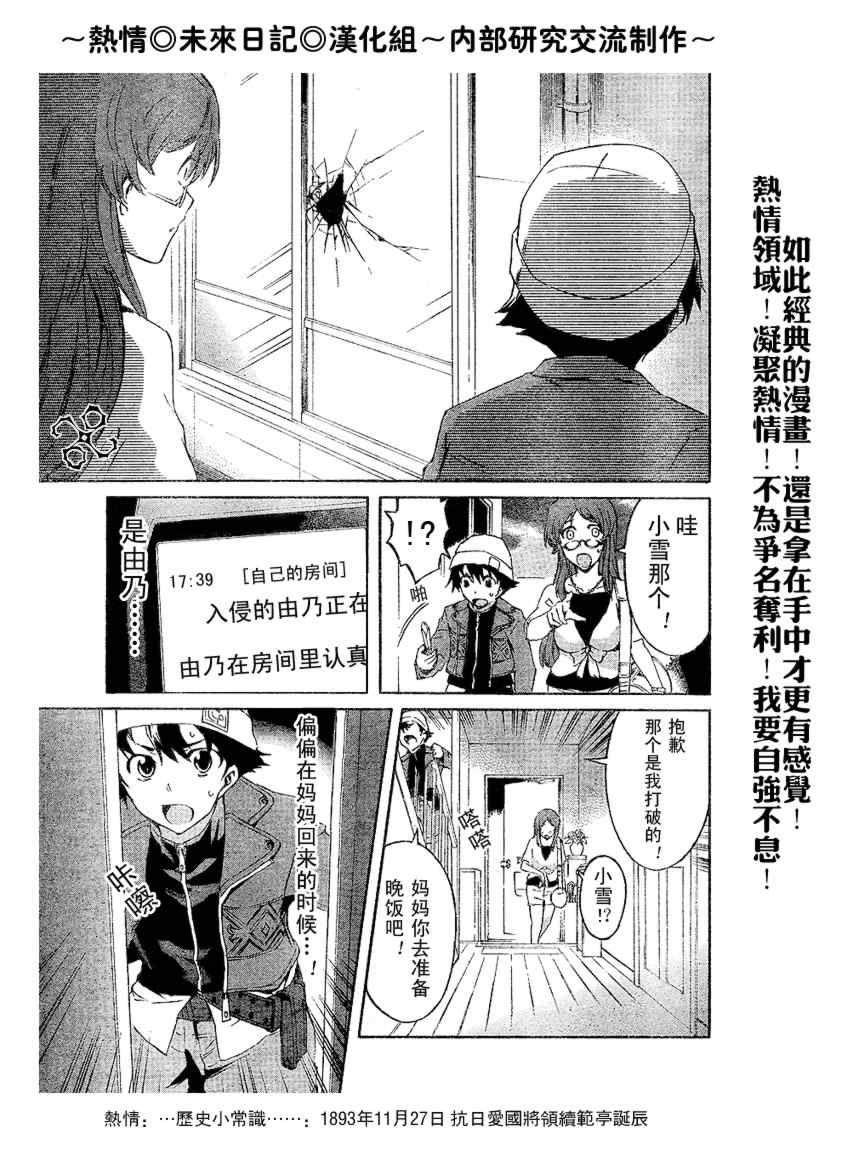 ～熱情◎未來日記◎漢化組～内部研究交流制作～
如此經典的漫畫！還是拿在手中才更有感覺！
熱情領域！凝聚熱情！不為爭名奪利！我要自強不息！
哇
小雪那个！
!?
啪
17:39 [自己的房间]
入侵的由乃正在
由乃在房间里认真
是由乃………
抱歉
那个是我打破的！
小雪!?
嗒嗒
妈妈你去准备
晚饭吧！
偏偏在妈妈回来的时候…！
咔嚓
熱情：…歷史小常識……：1893年11月27日 抗日愛國將領續範亭誕辰